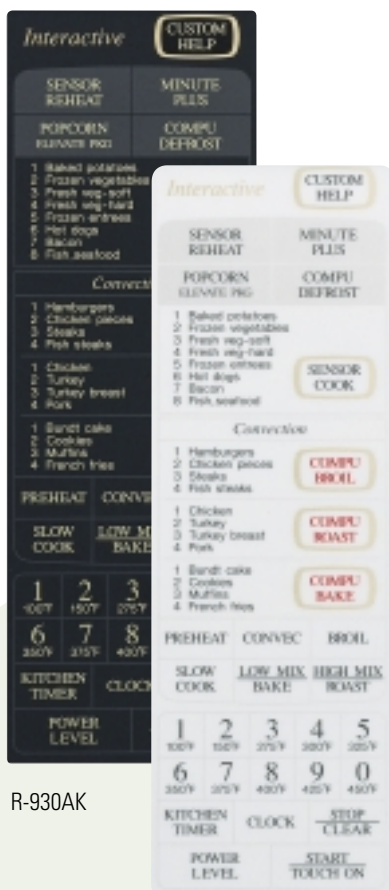 Interactive
CUSTOM
HELP
SENSOR
REHEAT
MINUTE
PLUS
POPCORN
ELEVATE PKG
COMPU
DEFROST
1 Baked potatoes
2 Frozen vegetables
3 Fresh veg-soft
4 Fresh veg-hard
5 Frozen entrees
6 Hot dogs
7 Bacon
8 Fish, seafood
Convecti
1 Hamburgers
2 Chicken pieces
3 Steaks
4 Fish steaks
1 Chicken
2 Turkey
3 Turkey breast
4 Pork
1 Bundt cake
2 Cookies
3 Muffins
4 French fries
PREHEAT CONVE
SLOW
COOK
LOW MI
BAKE
1 2 3
100°F 150°F 275°F
6 7 8
350°F 375°F 400°F
KITCHEN
TIMER
CLOCK
POWER
LEVEL
R-930AK
Interactive
CUSTOM
HELP
SENSOR
REHEAT
MINUTE
PLUS
POPCORN
ELEVATE PKG
COMPU
DEFROST
1 Baked potatoes
2 Frozen vegetables
3 Fresh veg-soft
4 Fresh veg-hard
5 Frozen entrees
6 Hot dogs
7 Bacon
8 Fish, seafood
SENSOR
COOK
Convection
1 Hamburgers
2 Chicken pieces
3 Steaks
4 Fish steaks
COMPU
BROIL
1 Chicken
2 Turkey
3 Turkey breast
4 Pork
COMPU
ROAST
1 Bundt cake
2 Cookies
3 Muffins
4 French fries
COMPU
BAKE
PREHEAT CONVEC BROIL
SLOW
COOK
LOW MIX
BAKE
HIGH MIX
ROAST
1 2 3 4 5
100°F 150°F 275°F 300°F 325°F
6 7 8 9 0
350°F 375°F 400°F 425°F 450°F
KITCHEN
TIMER
CLOCK
STOP
CLEAR
POWER
LEVEL
START
TOUCH ON